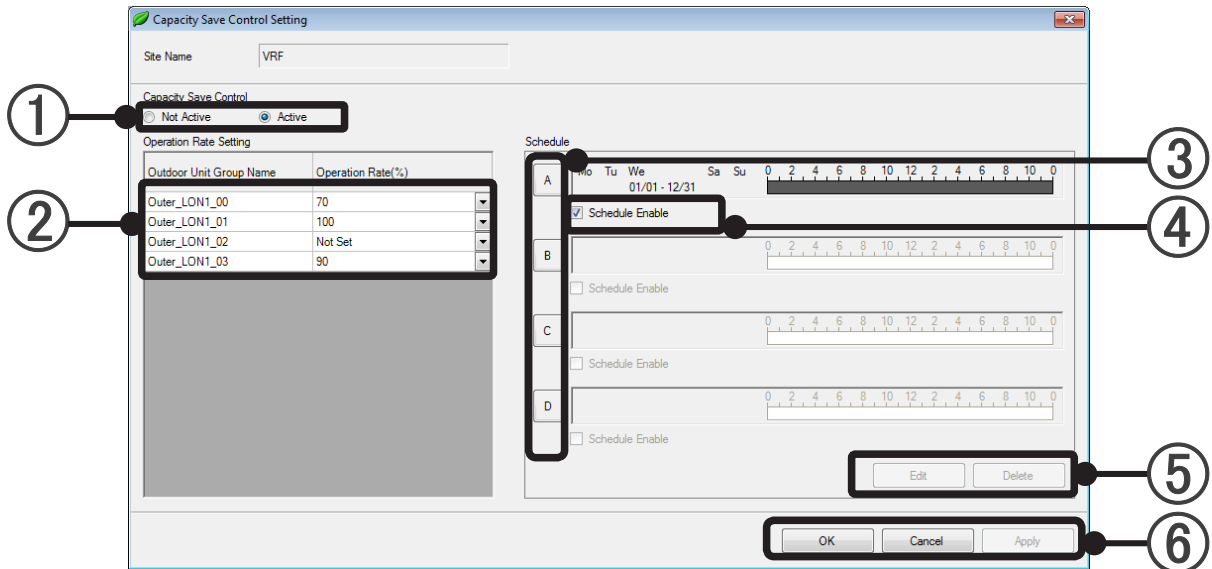 Capacity Save Control Setting
Site Name VRF
Capacity Save Control
① Not Active Active
Operation Rate Setting Schedule
Outdoor Unit Group Name Operation Rate(%)
② Outer_LON1_00 70
Outer_LON1_01 100
Outer_LON1_02 Not Set
Outer_LON1_03 90
③ A Mo Tu We Sa Su 0 2 4 6 8 10 12 2 4 6 8 10 0
01/01 - 12/31
④ Schedule Enable
B 0 2 4 6 8 10 12 2 4 6 8 10 0
Schedule Enable
C 0 2 4 6 8 10 12 2 4 6 8 10 0
Schedule Enable
D 0 2 4 6 8 10 12 2 4 6 8 10 0
Schedule Enable
Edit Delete ⑤
OK Cancel Apply ⑥